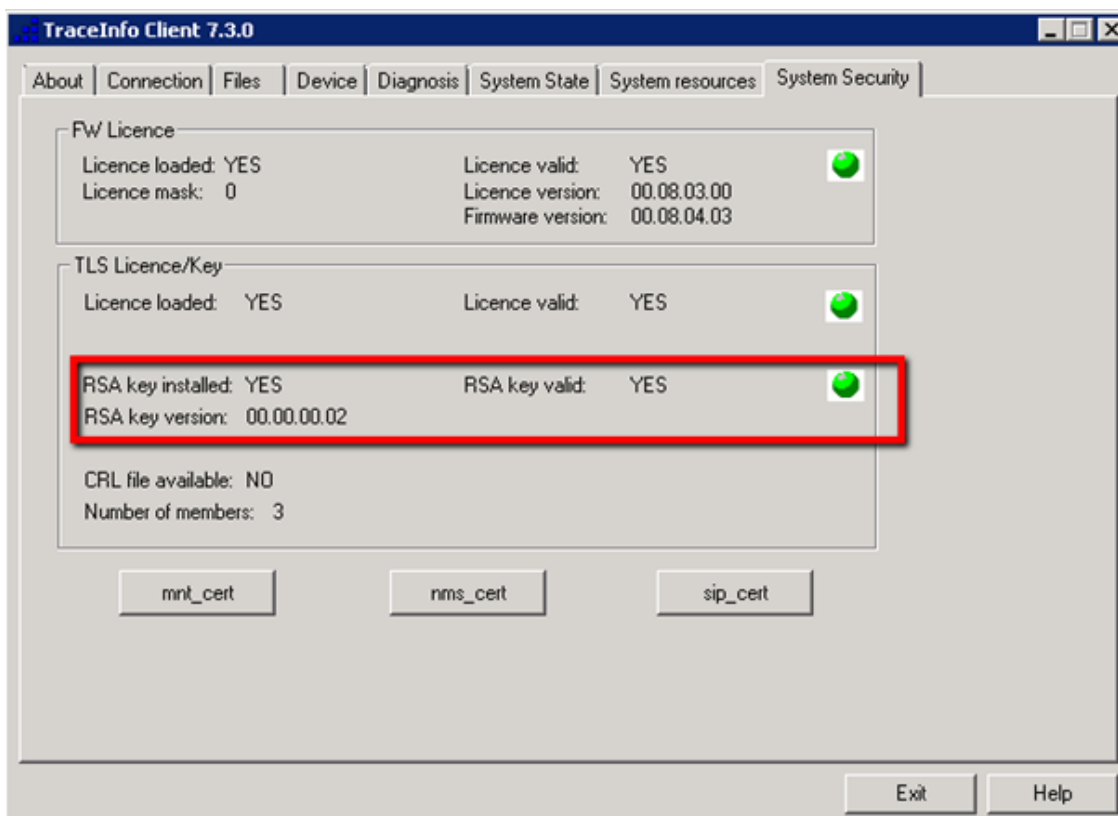 TraceInfo Client 7.3.0
About Connection Files Device Diagnosis System State System resources System Security
FW Licence
Licence loaded: YES Licence valid: YES
Licence mask: 0 Licence version: 00.08.03.00
Firmware version: 00.08.04.03
TLS Licence/Key
Licence loaded: YES Licence valid: YES
RSA key installed: YES RSA key valid: YES
RSA key version: 00.00.00.02
CRL file available: NO
Number of members: 3
mnt_cert nms_cert sip_cert
Exit Help